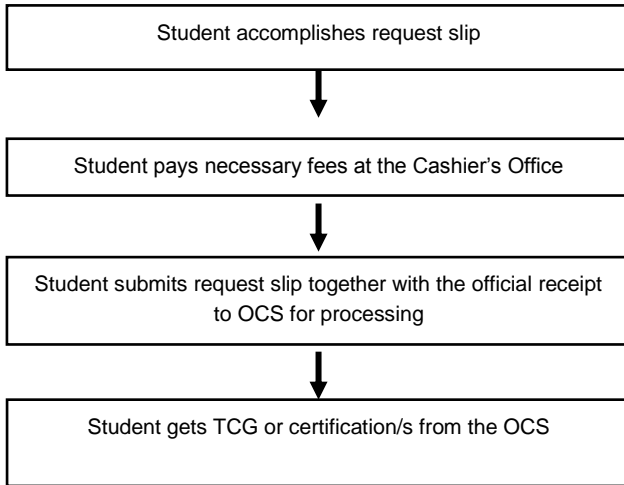 Student accomplishes request slip
Student pays necessary fees at the Cashier’s Office
Student submits request slip together with the official receipt
to OCS for processing
Student gets TCG or certification/s from the OCS